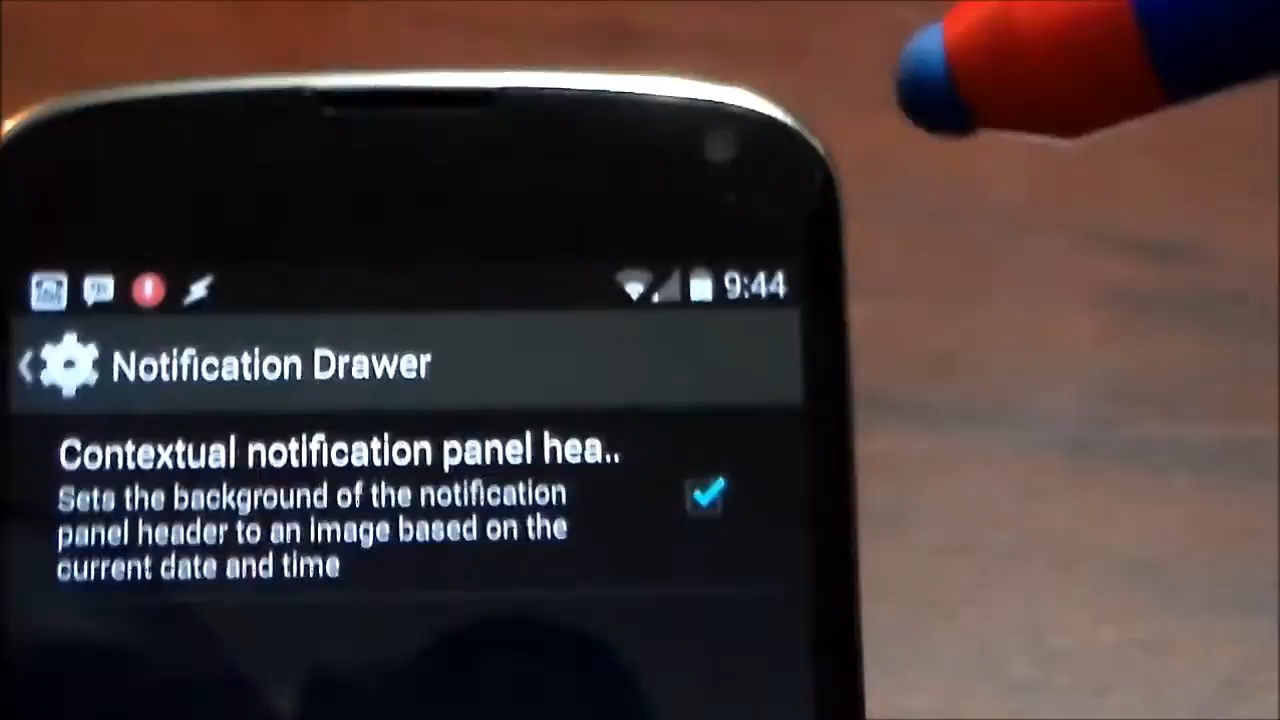 9:44
Notification Drawer
Contextual notification panel hea..
Sets the background of the notification
panel header to an image based on the
current date and time